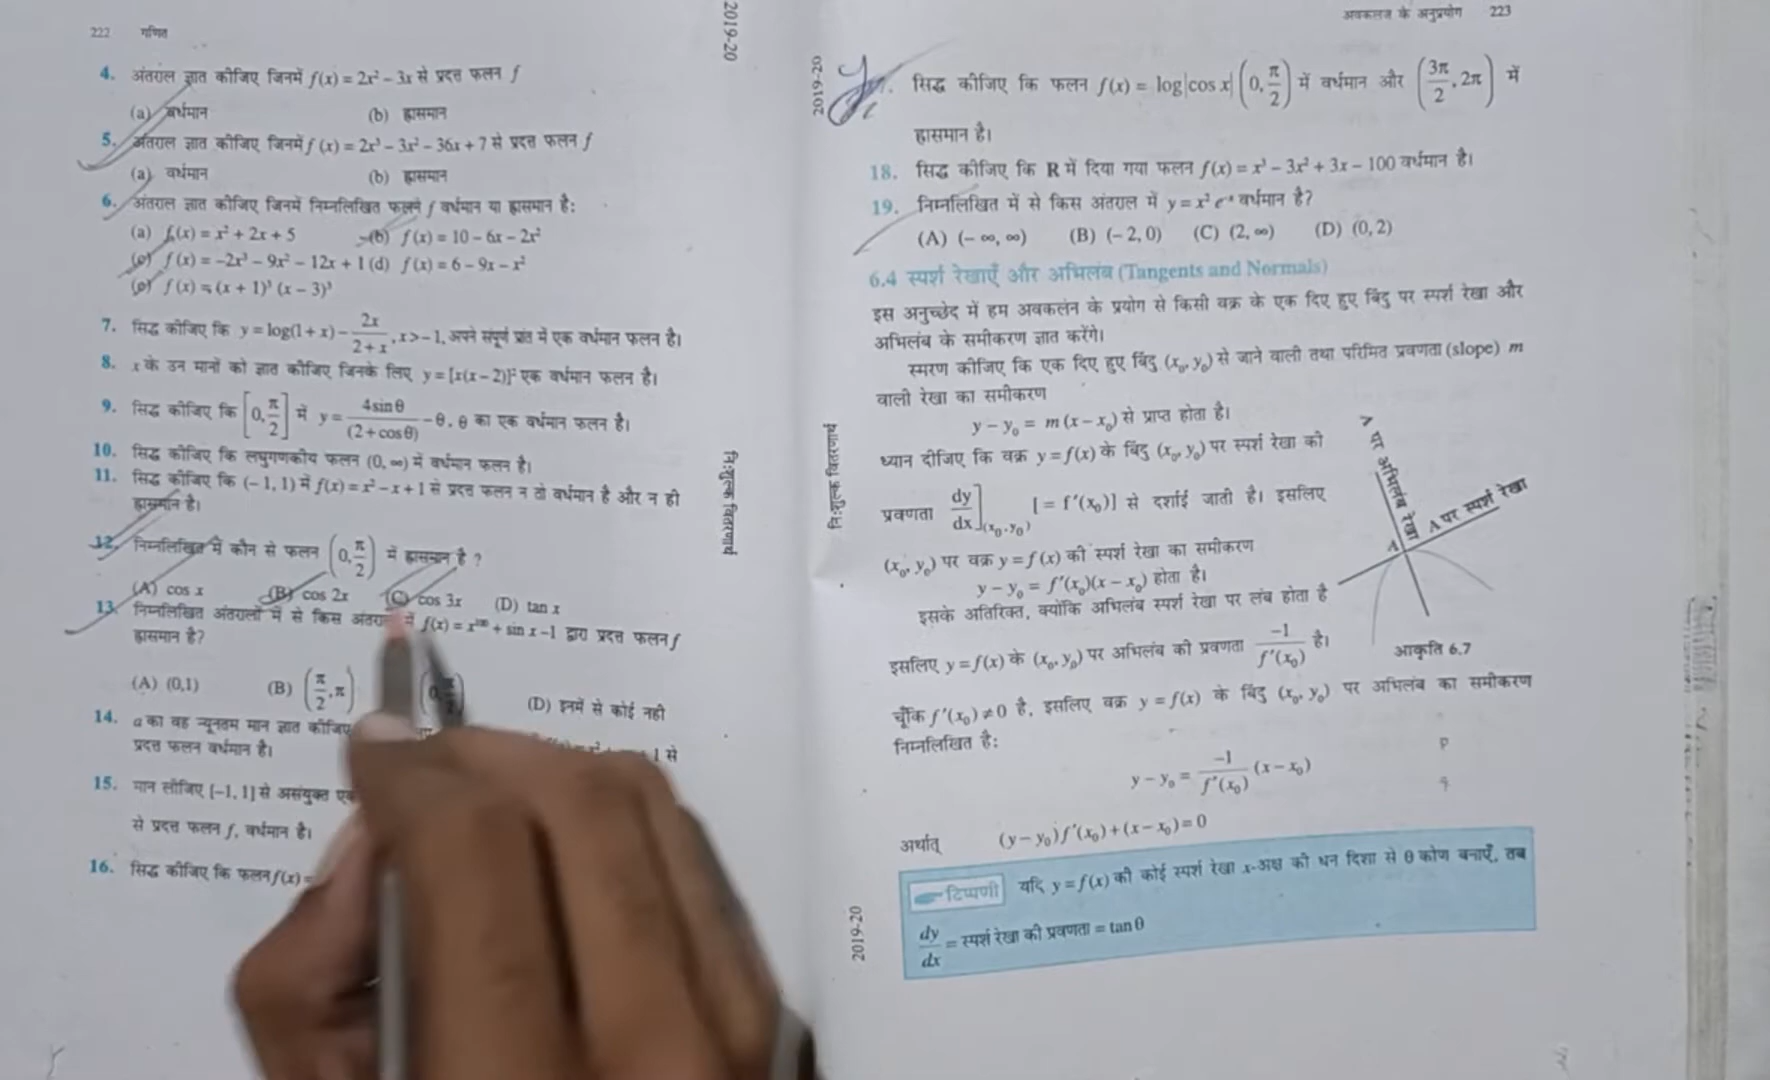 222 गणित
4. अंतराल ज्ञात कीजिए जिनमें f(x) = 2x² – 3x से प्रदत्त फलन f
(a) वर्धमान (b) ह्रासमान
5. अंतराल ज्ञात कीजिए जिनमें f (x) = 2x³ – 3x² – 36x + 7 से प्रदत्त फलन f
(a) वर्धमान (b) ह्रासमान
6. अंतराल ज्ञात कीजिए जिनमें निम्नलिखित फलन f वर्धमान या ह्रासमान है:
(a) f(x) = x² + 2x + 5 (b) f(x) = 10 – 6x – 2x²
(c) f(x) = –2x³ – 9x² – 12x + 1 (d) f(x) = 6 – 9x – x²
(e) f(x) = (x + 1)³ (x – 3)³
7. सिद्ध कीजिए कि y = log(1 + x) – 2x/(2 + x), x > –1, अपने संपूर्ण प्रांत में एक वर्धमान फलन है।
8. x के उन मानों को ज्ञात कीजिए जिनके लिए y = [x(x – 2)]² एक वर्धमान फलन है।
9. सिद्ध कीजिए कि [0, π/2] में y = 4sinθ/(2 + cosθ) – θ, θ का एक वर्धमान फलन है।
10. सिद्ध कीजिए कि लघुगणकीय फलन (0, ∞) में वर्धमान फलन है।
11. सिद्ध कीजिए कि (–1, 1) में f(x) = x² – x + 1 से प्रदत्त फलन न तो वर्धमान है और न ही
ह्रासमान है।
12. निम्नलिखित में कौन से फलन (0, π/2) में ह्रासमान है ?
(A) cos x (B) cos 2x (C) cos 3x (D) tan x
13. निम्नलिखित अंतरालों में से किस अंतराल में f(x) = x¹⁰⁰ + sin x –1 द्वारा प्रदत्त फलन f
ह्रासमान है?
(A) (0,1) (B) (π/2, π) (0, π/2) (D) इनमें से कोई नही
14. a का वह न्यूनतम मान ज्ञात कीजिए 1 से
प्रदत्त फलन वर्धमान है।
15. मान लीजिए [–1, 1] से असंयुक्त एक
से प्रदत्त फलन f, वर्धमान है।
16. सिद्ध कीजिए कि फलन f(x) =
2019-20
नि:शुल्क वितरणार्थ
अवकलज के अनुप्रयोग 223
2019-20
सिद्ध कीजिए कि फलन f(x) = log|cos x| (0, π/2) में वर्धमान और (3π/2, 2π) में
ह्रासमान है।
18. सिद्ध कीजिए कि R में दिया गया फलन f(x) = x³ – 3x² + 3x – 100 वर्धमान है।
19. निम्नलिखित में से किस अंतराल में y = x² e⁻ˣ वर्धमान है?
(A) (– ∞, ∞) (B) (– 2, 0) (C) (2, ∞) (D) (0, 2)
6.4 स्पर्श रेखाएँ और अभिलंब (Tangents and Normals)
इस अनुच्छेद में हम अवकलन के प्रयोग से किसी वक्र के एक दिए हुए बिंदु पर स्पर्श रेखा और
अभिलंब के समीकरण ज्ञात करेंगे।
स्मरण कीजिए कि एक दिए हुए बिंदु (x₀, y₀) से जाने वाली तथा परिमित प्रवणता (slope) m
वाली रेखा का समीकरण
y – y₀ = m (x – x₀) से प्राप्त होता है।
ध्यान दीजिए कि वक्र y = f(x) के बिंदु (x₀, y₀) पर स्पर्श रेखा की
प्रवणता dy/dx](x₀, y₀) [= f′(x₀)] से दर्शाई जाती है। इसलिए
(x₀, y₀) पर वक्र y = f (x) की स्पर्श रेखा का समीकरण
y – y₀ = f′(x₀)(x – x₀) होता है।
इसके अतिरिक्त, क्योंकि अभिलंब स्पर्श रेखा पर लंब होता है
इसलिए y = f(x) के (x₀, y₀) पर अभिलंब की प्रवणता –1/f′(x₀) है।
A पर अभिलंब रेखा
A पर स्पर्श रेखा
A
आकृति 6.7
चूँकि f′(x₀) ≠ 0 है, इसलिए वक्र y = f(x) के बिंदु (x₀, y₀) पर अभिलंब का समीकरण
निम्नलिखित है:
y – y₀ = –1/f′(x₀) (x – x₀)
अर्थात् (y – y₀) f′(x₀) + (x – x₀) = 0
टिप्पणी यदि y = f(x) की कोई स्पर्श रेखा x-अक्ष की धन दिशा से θ कोण बनाएँ, तब
dy/dx = स्पर्श रेखा की प्रवणता = tan θ
नि:शुल्क वितरणार्थ
2019-20